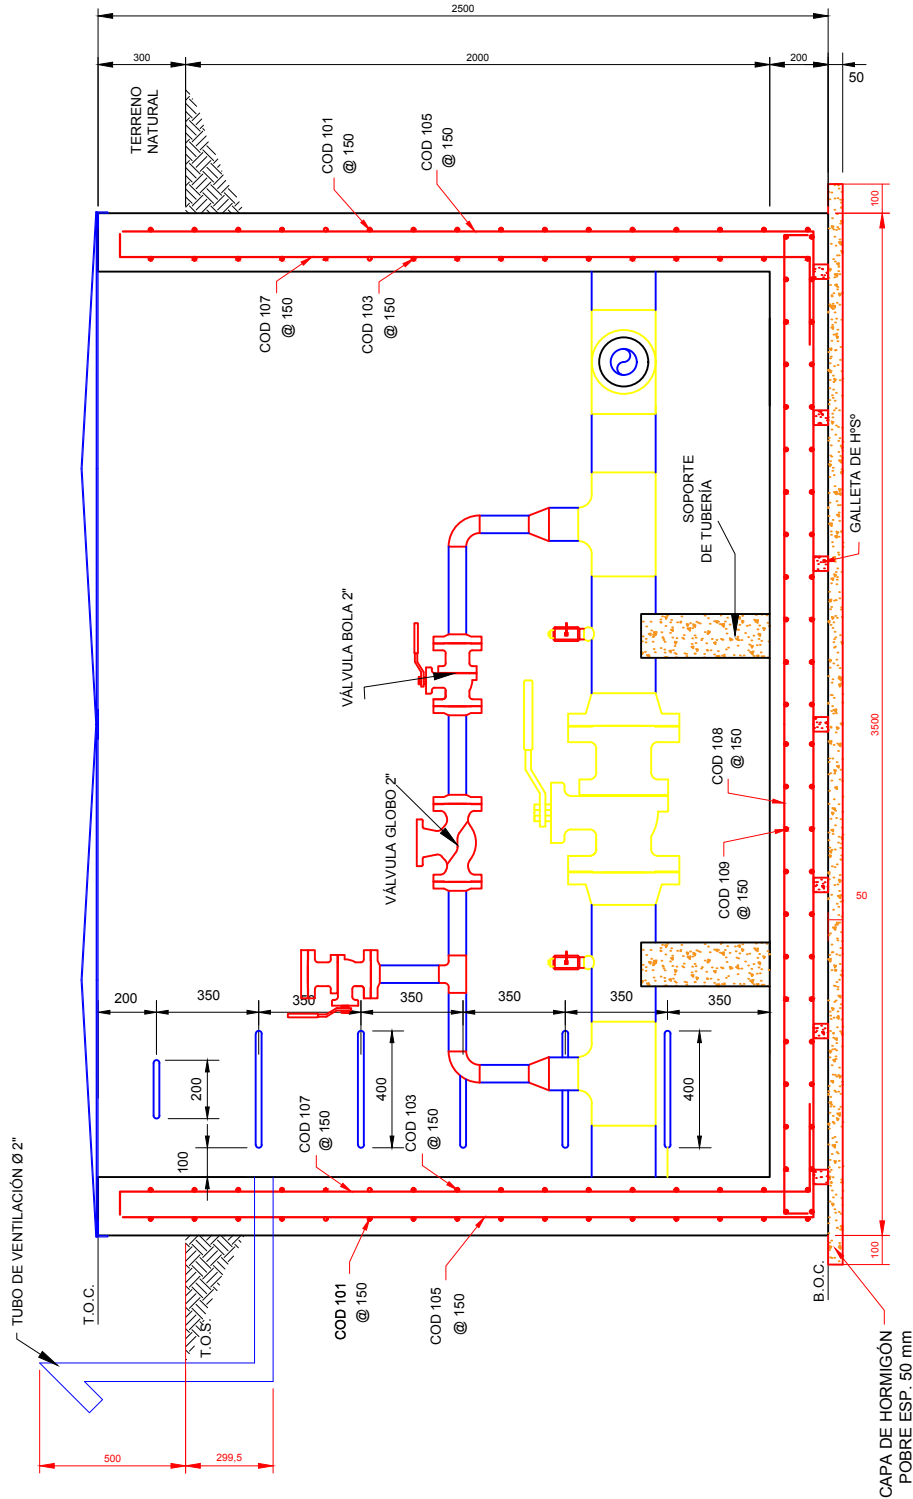 2500
300
2000
200
50
TERRENO
NATURAL
COD 101
@ 150
COD 105
@ 150
100
COD 107
@ 150
COD 103
@ 150
SOPORTE
DE TUBERÍA
GALLETA DE HºSº
VÁLVULA BOLA 2"
VÁLVULA GLOBO 2"
COD 108
@ 150
COD 109
@ 150
3500
50
200
350
350
350
350
350
350
200
400
400
100
COD 107
@ 150
COD 103
@ 150
COD 101
@ 150
COD 105
@ 150
TUBO DE VENTILACIÓN Ø 2"
T.O.C.
T.O.S.
B.O.C.
100
500
299,5
CAPA DE HORMIGÓN
POBRE ESP. 50 mm